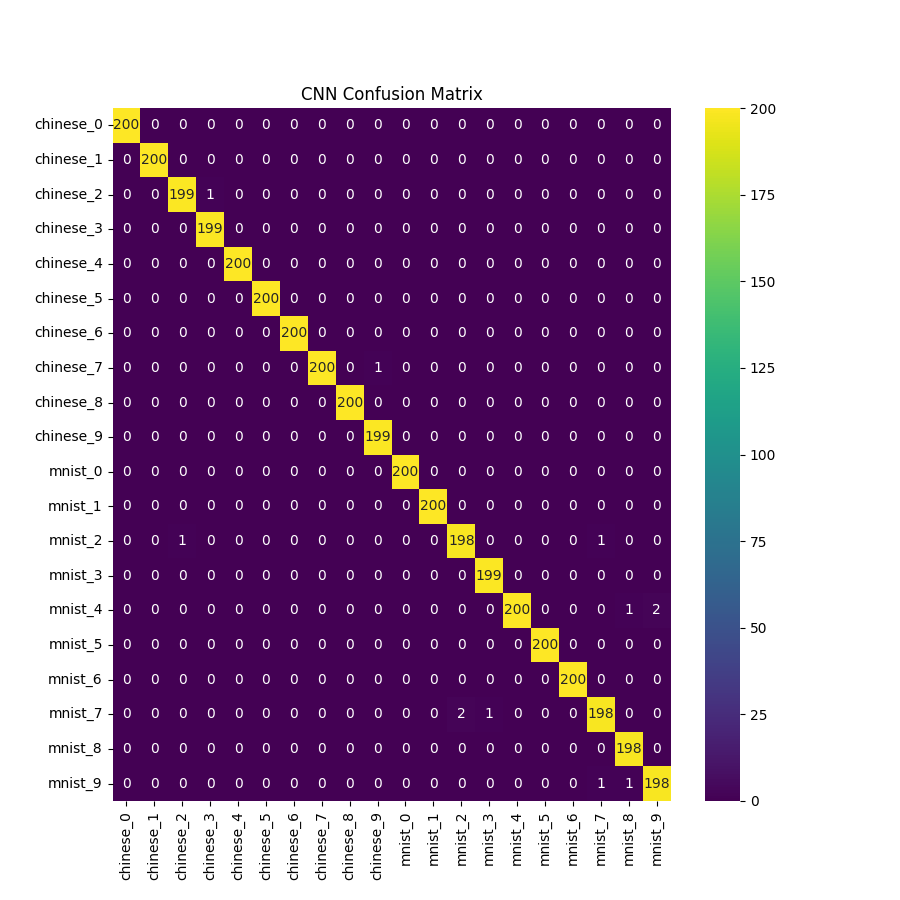 CNN Confusion Matrix
chinese_0 200 0 0 0 0 0 0 0 0 0 0 0 0 0 0 0 0 0 0 0
chinese_1 0 200 0 0 0 0 0 0 0 0 0 0 0 0 0 0 0 0 0 0
chinese_2 0 0 199 1 0 0 0 0 0 0 0 0 0 0 0 0 0 0 0 0
chinese_3 0 0 0 199 0 0 0 0 0 0 0 0 0 0 0 0 0 0 0 0
chinese_4 0 0 0 0 200 0 0 0 0 0 0 0 0 0 0 0 0 0 0 0
chinese_5 0 0 0 0 0 200 0 0 0 0 0 0 0 0 0 0 0 0 0 0
chinese_6 0 0 0 0 0 0 200 0 0 0 0 0 0 0 0 0 0 0 0 0
chinese_7 0 0 0 0 0 0 0 200 0 1 0 0 0 0 0 0 0 0 0 0
chinese_8 0 0 0 0 0 0 0 0 200 0 0 0 0 0 0 0 0 0 0 0
chinese_9 0 0 0 0 0 0 0 0 0 199 0 0 0 0 0 0 0 0 0 0
mnist_0 0 0 0 0 0 0 0 0 0 0 200 0 0 0 0 0 0 0 0 0
mnist_1 0 0 0 0 0 0 0 0 0 0 0 200 0 0 0 0 0 0 0 0
mnist_2 0 0 1 0 0 0 0 0 0 0 0 0 198 0 0 0 0 1 0 0
mnist_3 0 0 0 0 0 0 0 0 0 0 0 0 0 199 0 0 0 0 0 0
mnist_4 0 0 0 0 0 0 0 0 0 0 0 0 0 0 200 0 0 0 1 2
mnist_5 0 0 0 0 0 0 0 0 0 0 0 0 0 0 0 200 0 0 0 0
mnist_6 0 0 0 0 0 0 0 0 0 0 0 0 0 0 0 0 200 0 0 0
mnist_7 0 0 0 0 0 0 0 0 0 0 0 0 2 1 0 0 0 198 0 0
mnist_8 0 0 0 0 0 0 0 0 0 0 0 0 0 0 0 0 0 0 198 0
mnist_9 0 0 0 0 0 0 0 0 0 0 0 0 0 0 0 0 0 1 1 198
chinese_0 chinese_1 chinese_2 chinese_3 chinese_4 chinese_5 chinese_6 chinese_7 chinese_8 chinese_9 mnist_0 mnist_1 mnist_2 mnist_3 mnist_4 mnist_5 mnist_6 mnist_7 mnist_8 mnist_9
200
175
150
125
100
75
50
25
0